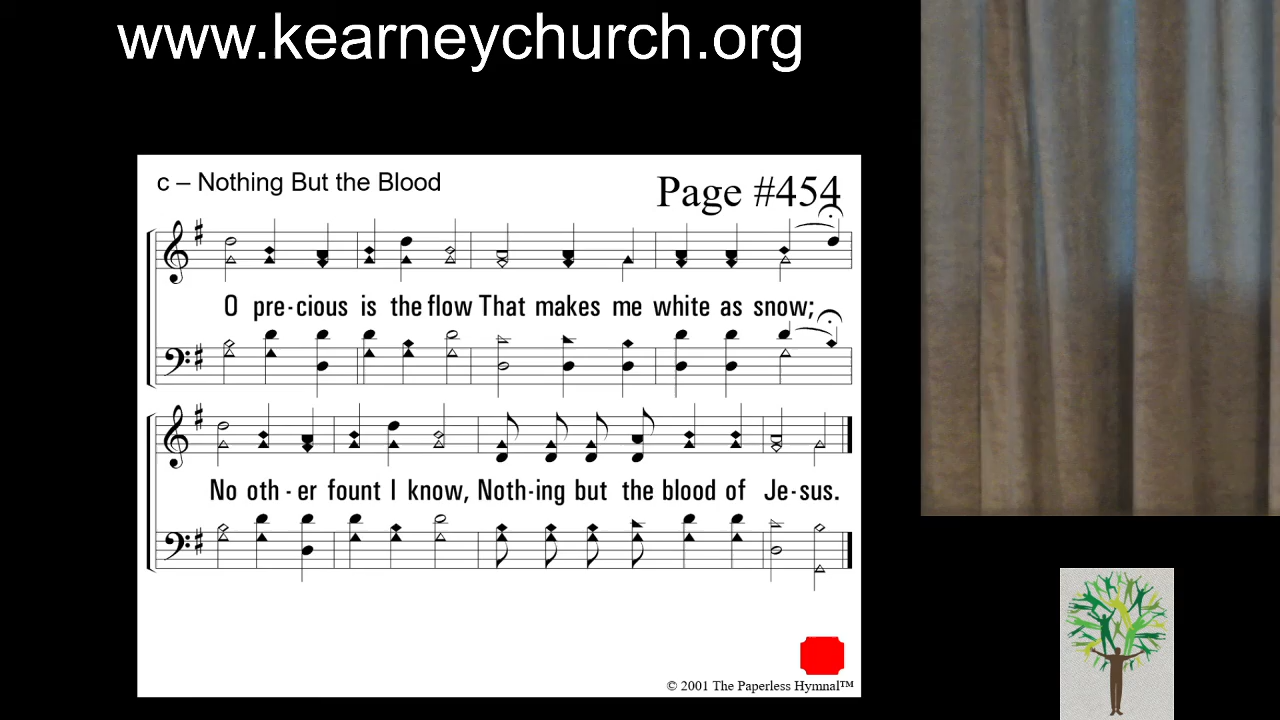 www.kearneychurch.org
c – Nothing But the Blood
Page #454
O pre-cious is the flow That makes me white as snow;
No oth-er fount I know, Noth-ing but the blood of Je-sus.
© 2001 The Paperless Hymnal™